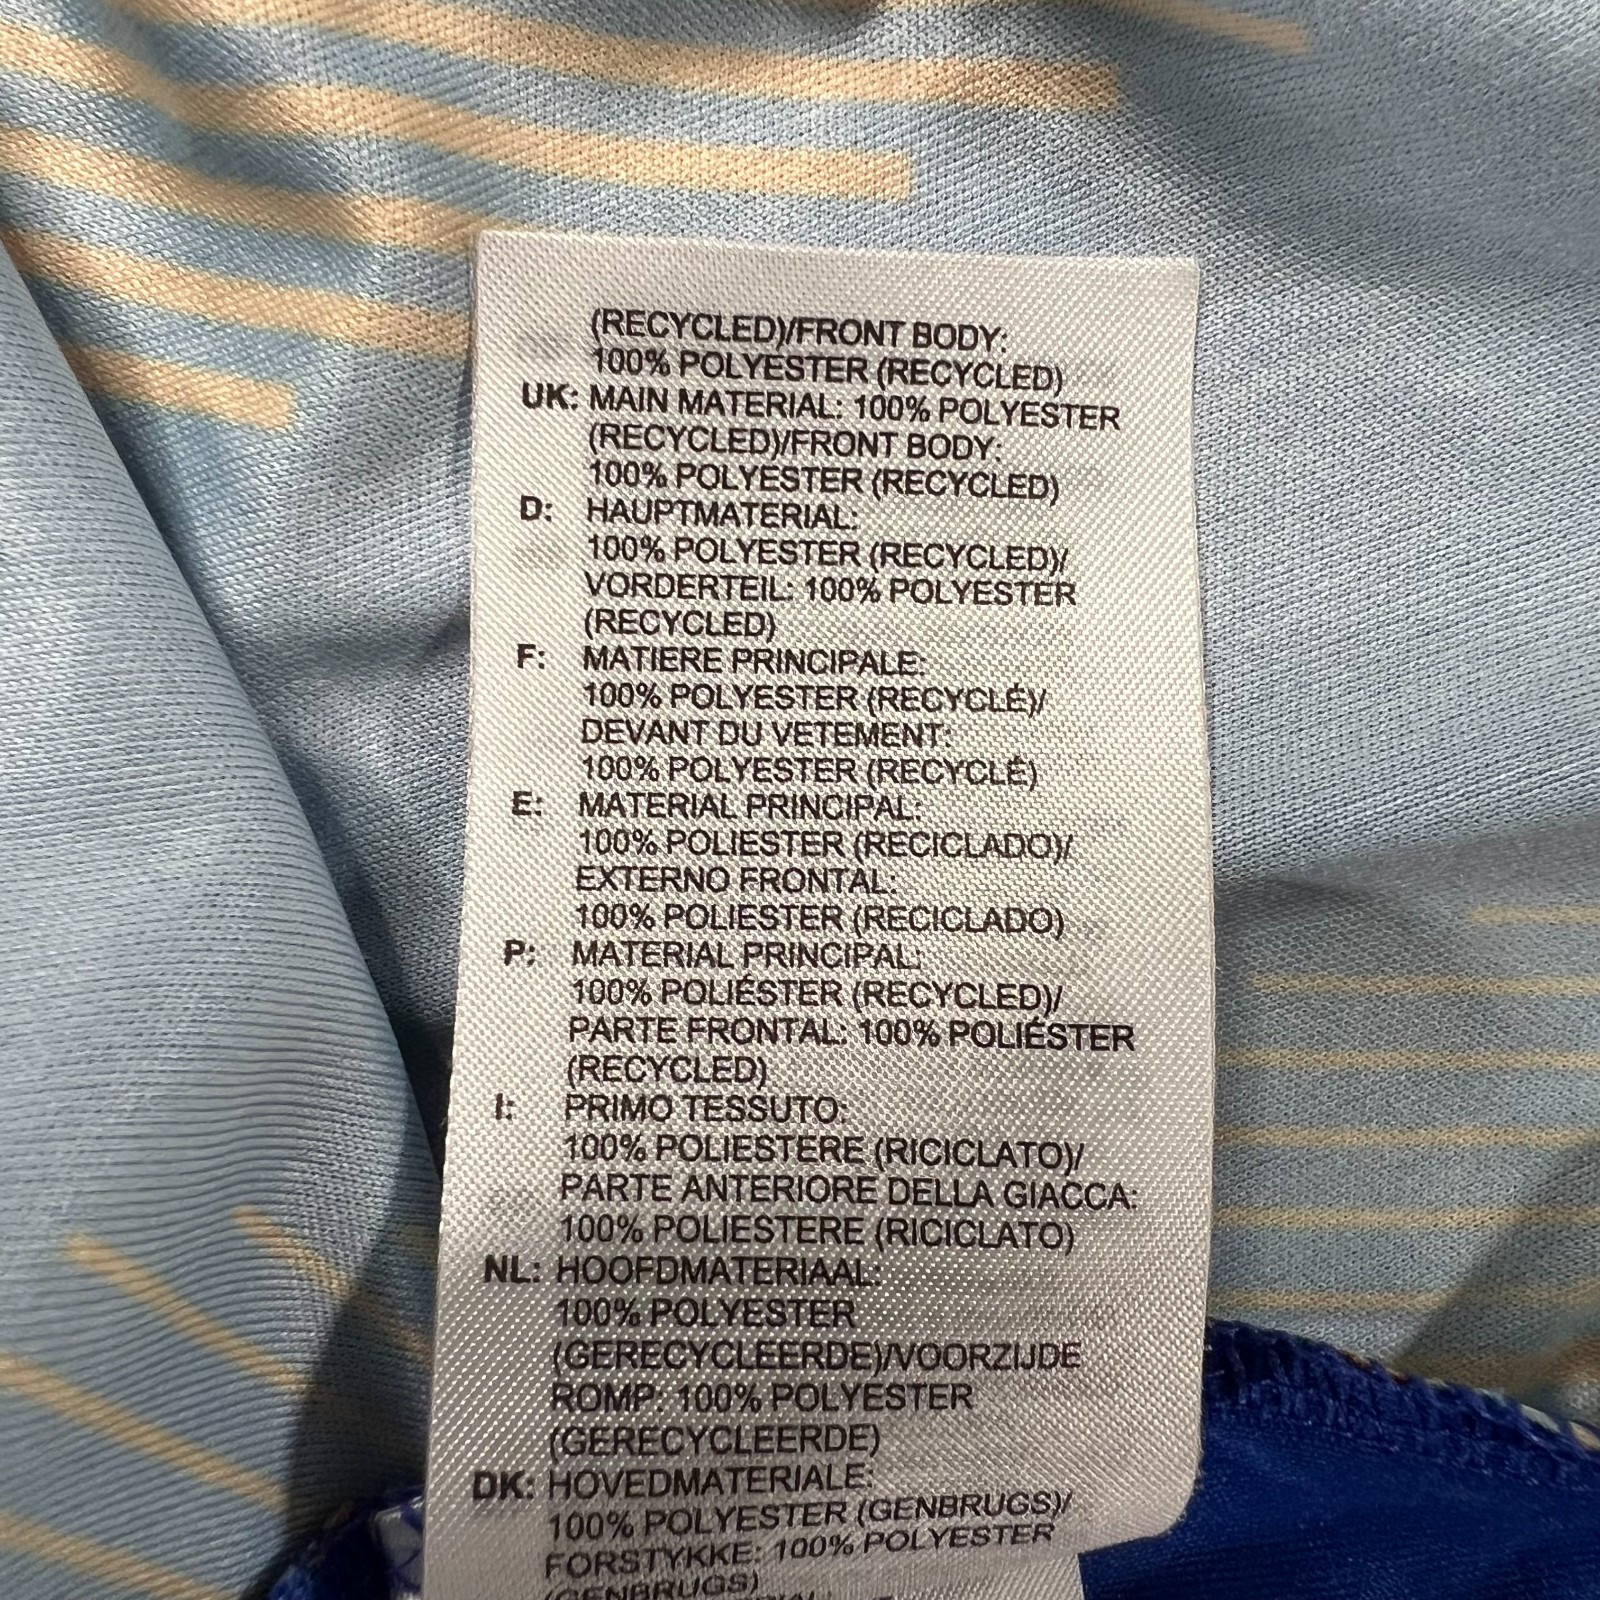 (RECYCLED)/FRONT BODY:
100% POLYESTER (RECYCLED)
UK: MAIN MATERIAL: 100% POLYESTER
(RECYCLED)/FRONT BODY:
100% POLYESTER (RECYCLED)
D: HAUPTMATERIAL:
100% POLYESTER (RECYCLED)/
VORDERTEIL: 100% POLYESTER
(RECYCLED)
F: MATIERE PRINCIPALE:
100% POLYESTER (RECYCLÉ)/
DEVANT DU VETEMENT:
100% POLYESTER (RECYCLÉ)
E: MATERIAL PRINCIPAL:
100% POLIESTER (RECICLADO)/
EXTERNO FRONTAL:
100% POLIESTER (RECICLADO)
P: MATERIAL PRINCIPAL:
100% POLIÉSTER (RECYCLED)/
PARTE FRONTAL: 100% POLIÉSTER
(RECYCLED)
I: PRIMO TESSUTO:
100% POLIESTERE (RICICLATO)/
PARTE ANTERIORE DELLA GIACCA:
100% POLIESTERE (RICICLATO)
NL: HOOFDMATERIAAL:
100% POLYESTER
(GERECYCLEERDE)/VOORZIJDE
ROMP: 100% POLYESTER
(GERECYCLEERDE)
DK: HOVEDMATERIALE:
100% POLYESTER (GENBRUGS)/
FORSTYKKE: 100% POLYESTER
(GENBRUGS)